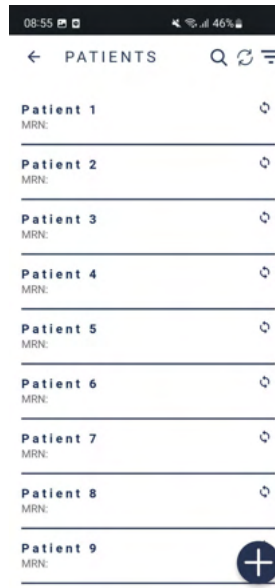 08:55 46%
PATIENTS
Patient 1
MRN:
Patient 2
MRN:
Patient 3
MRN:
Patient 4
MRN:
Patient 5
MRN:
Patient 6
MRN:
Patient 7
MRN:
Patient 8
MRN:
Patient 9
MRN: